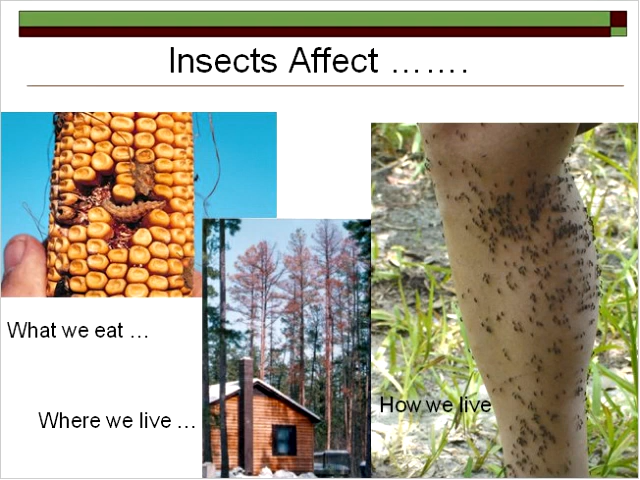 Insects Affect …….
What we eat …
Where we live …
How we live